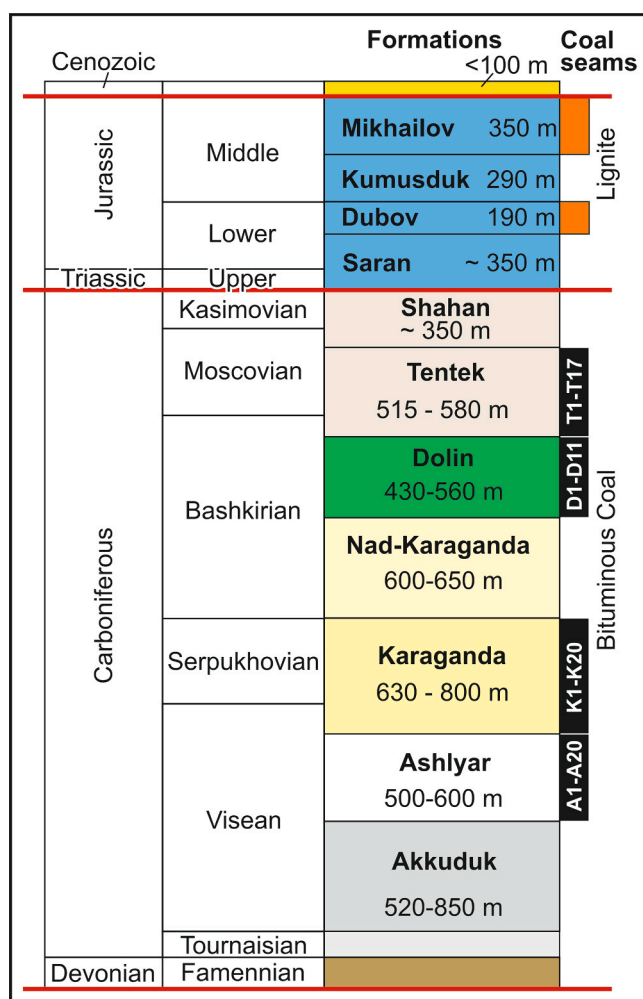 Formations
Coal
seams
Cenozoic
<100 m
Jurassic
Middle
Mikhailov 350 m
Kumusduk 290 m
Lignite
Lower
Dubov 190 m
Saran ~ 350 m
Triassic
Upper
Carboniferous
Kasimovian
Shahan
~ 350 m
Moscovian
Tentek
515 - 580 m
T1-T17
Bashkirian
Dolin
430-560 m
D1-D11
Bituminous Coal
Nad-Karaganda
600-650 m
Serpukhovian
Karaganda
630 - 800 m
K1-K20
Visean
Ashlyar
500-600 m
A1-A20
Akkuduk
520-850 m
Tournaisian
Devonian
Famennian